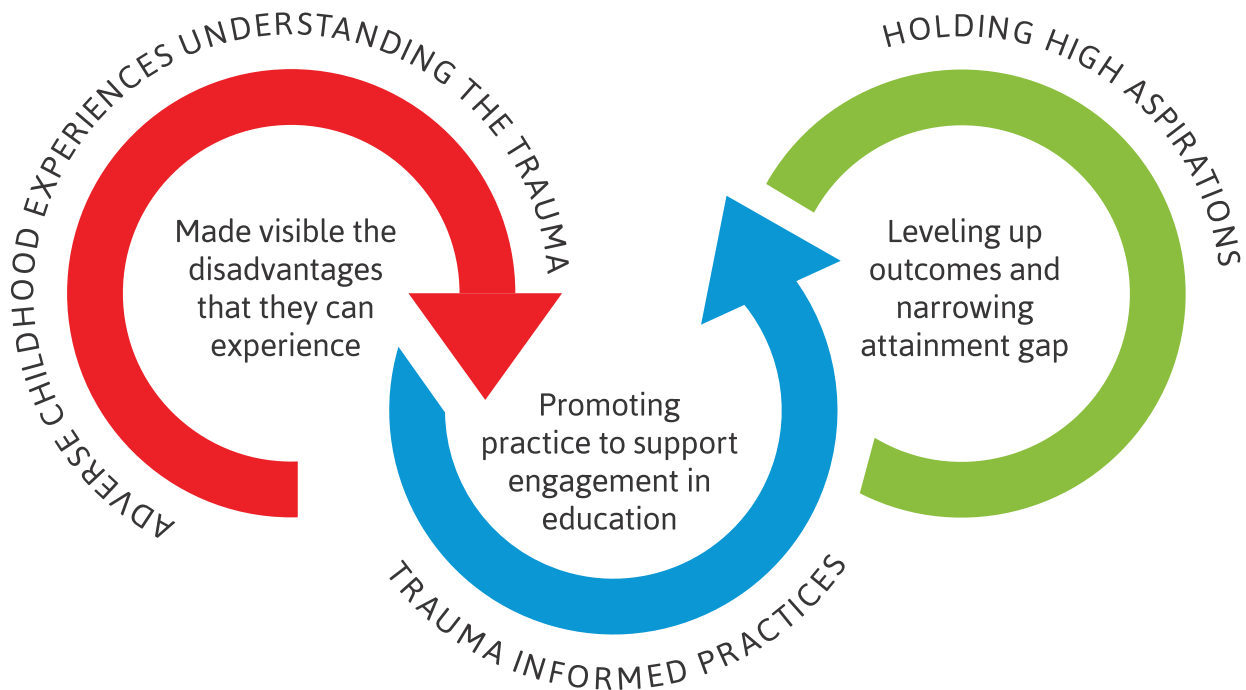 ADVERSE CHILDHOOD EXPERIENCES UNDERSTANDING THE TRAUMA
Made visible the
disadvantages
that they can
experience
TRAUMA INFORMED PRACTICES
Promoting
practice to support
engagement in
education
HOLDING HIGH ASPIRATIONS
Leveling up
outcomes and
narrowing
attainment gap